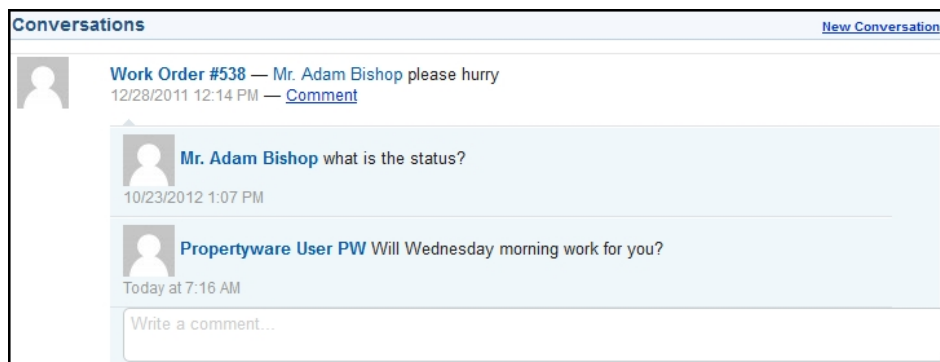 Conversations New Conversation
Work Order #538 — Mr. Adam Bishop please hurry
12/28/2011 12:14 PM — Comment
Mr. Adam Bishop what is the status?
10/23/2012 1:07 PM
Propertyware User PW Will Wednesday morning work for you?
Today at 7:16 AM
Write a comment...